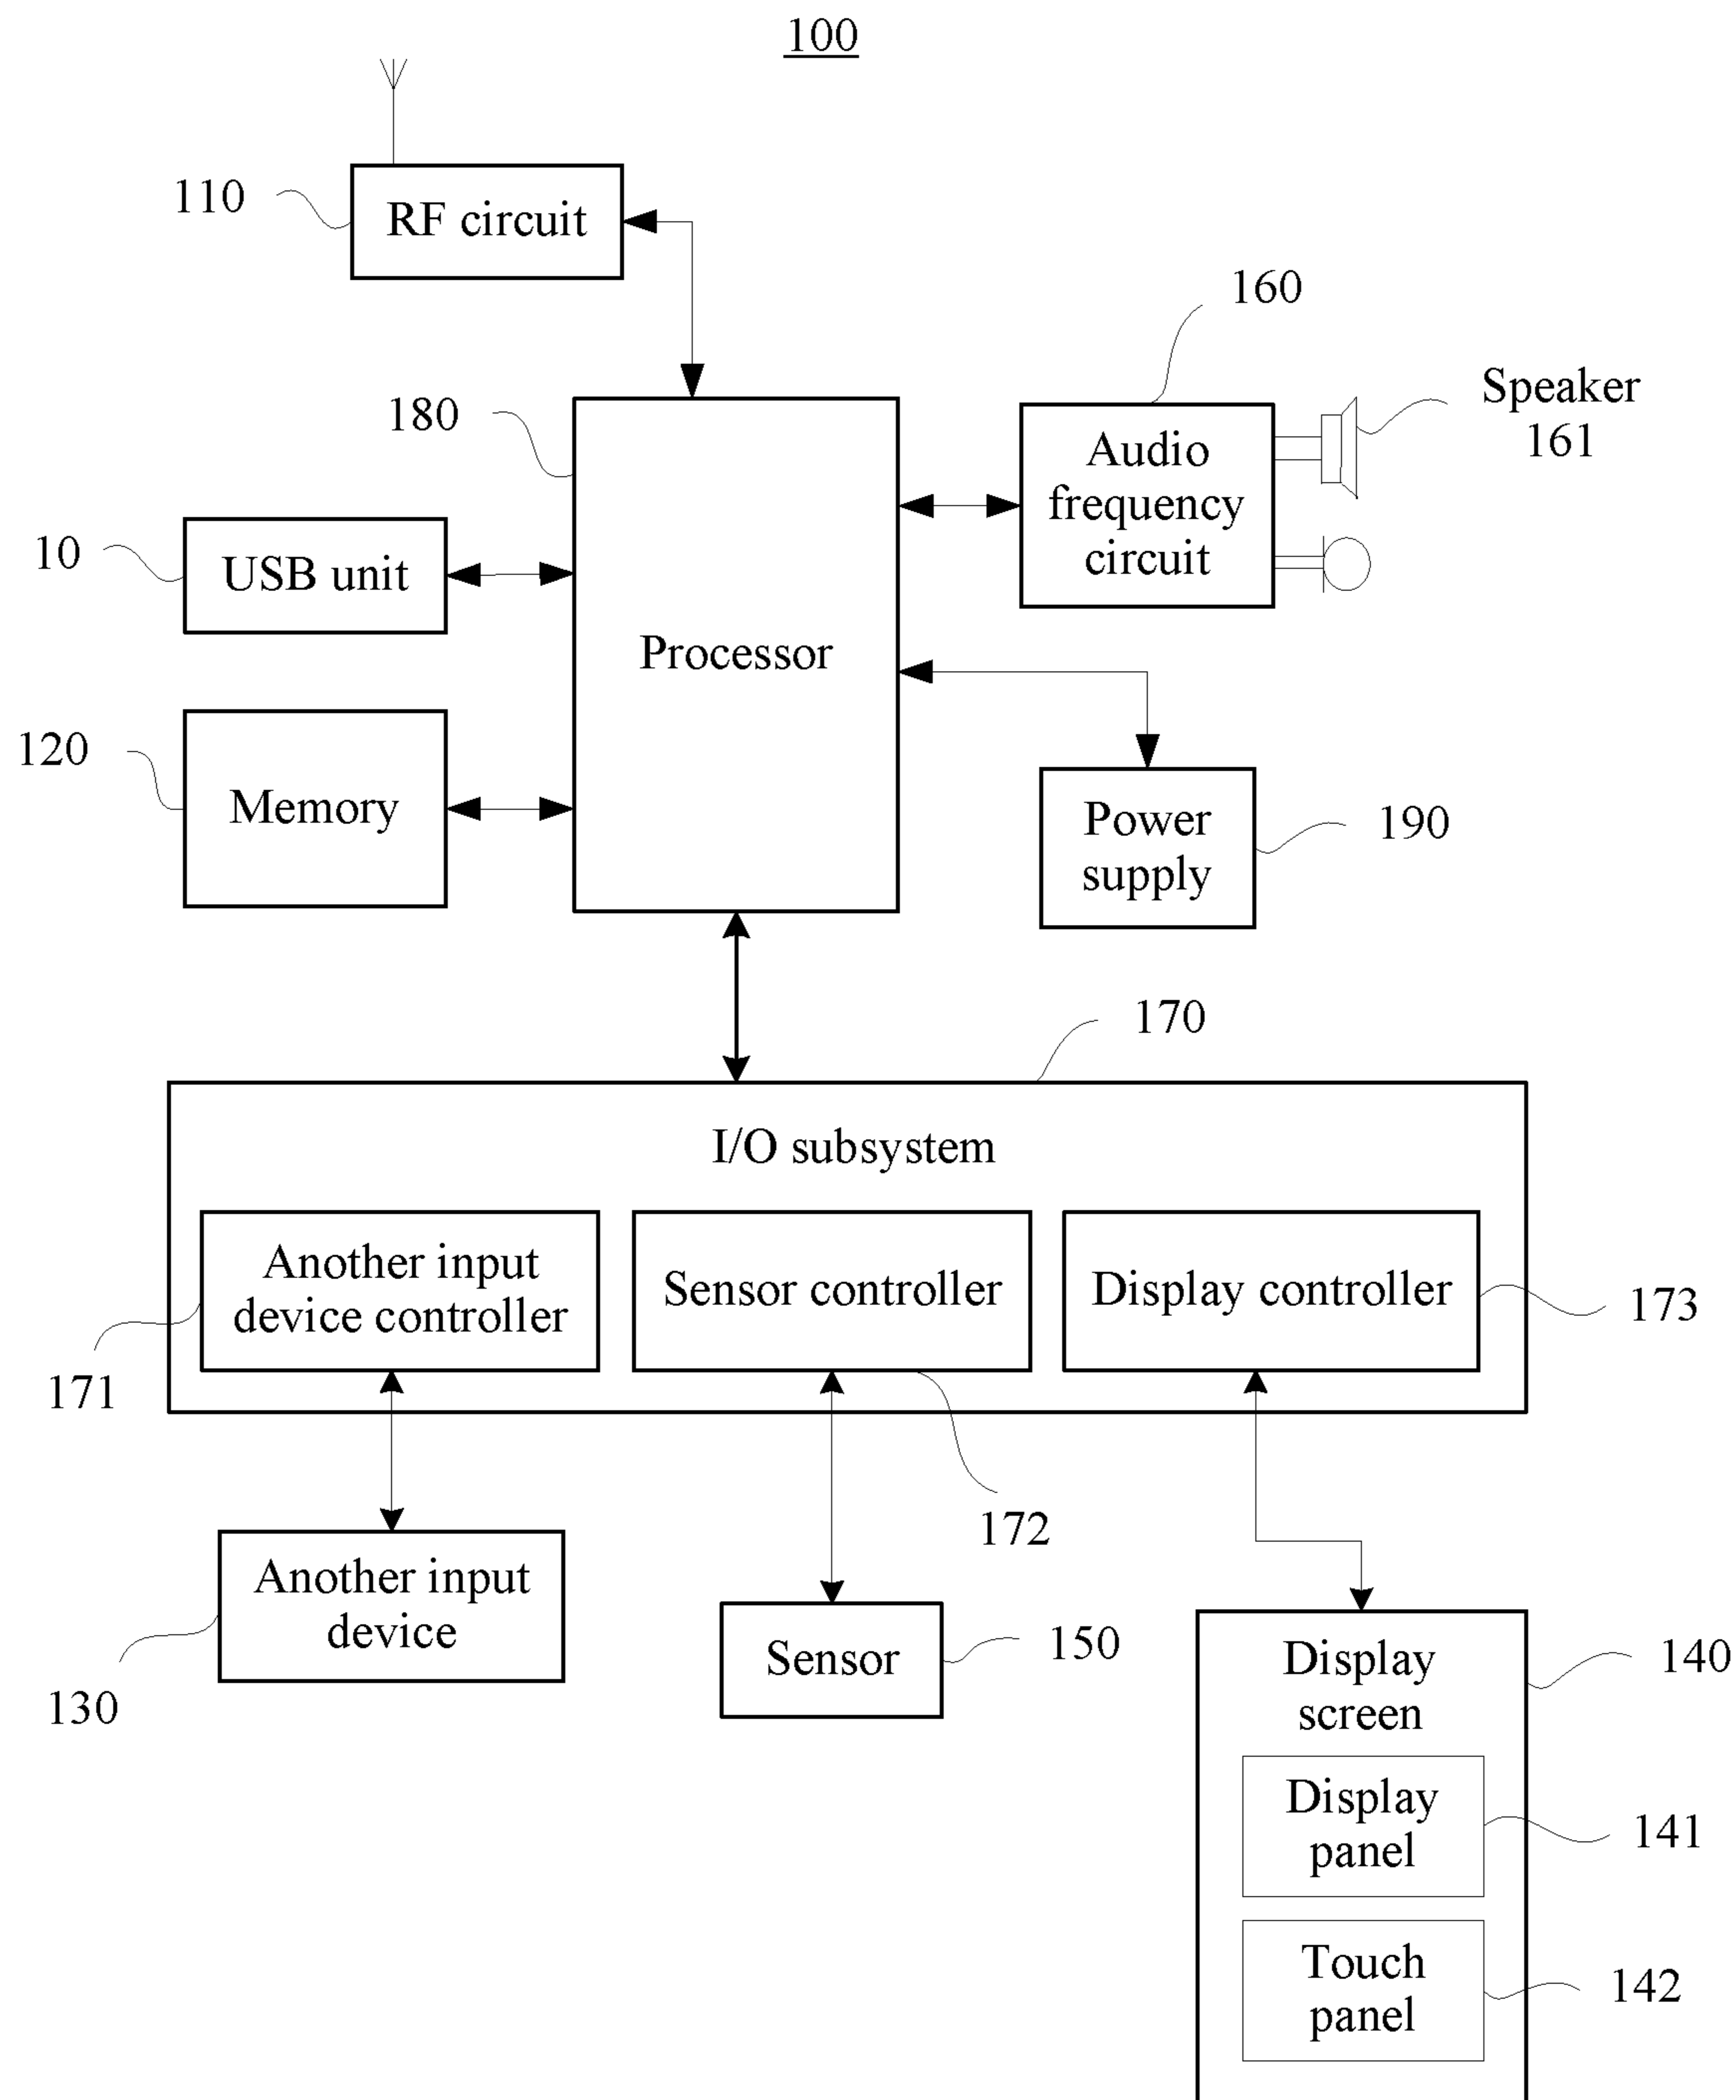 100
110
RF circuit
160
Speaker
161
180
Audio
frequency
circuit
10
USB unit
Processor
120
Memory
Power
supply
190
170
I/O subsystem
Another input
device controller
Sensor controller
Display controller
173
171
172
Another input
device
130
Sensor
150
Display
screen
140
Display
panel
141
Touch
panel
142